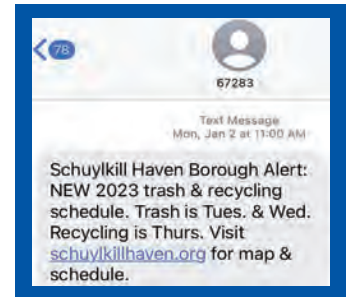 78
67283
Text Message
Mon, Jan 2 at 11:00 AM
Schuylkill Haven Borough Alert:
NEW 2023 trash & recycling
schedule. Trash is Tues. & Wed.
Recycling is Thurs. Visit
schuylkillhaven.org for map &
schedule.